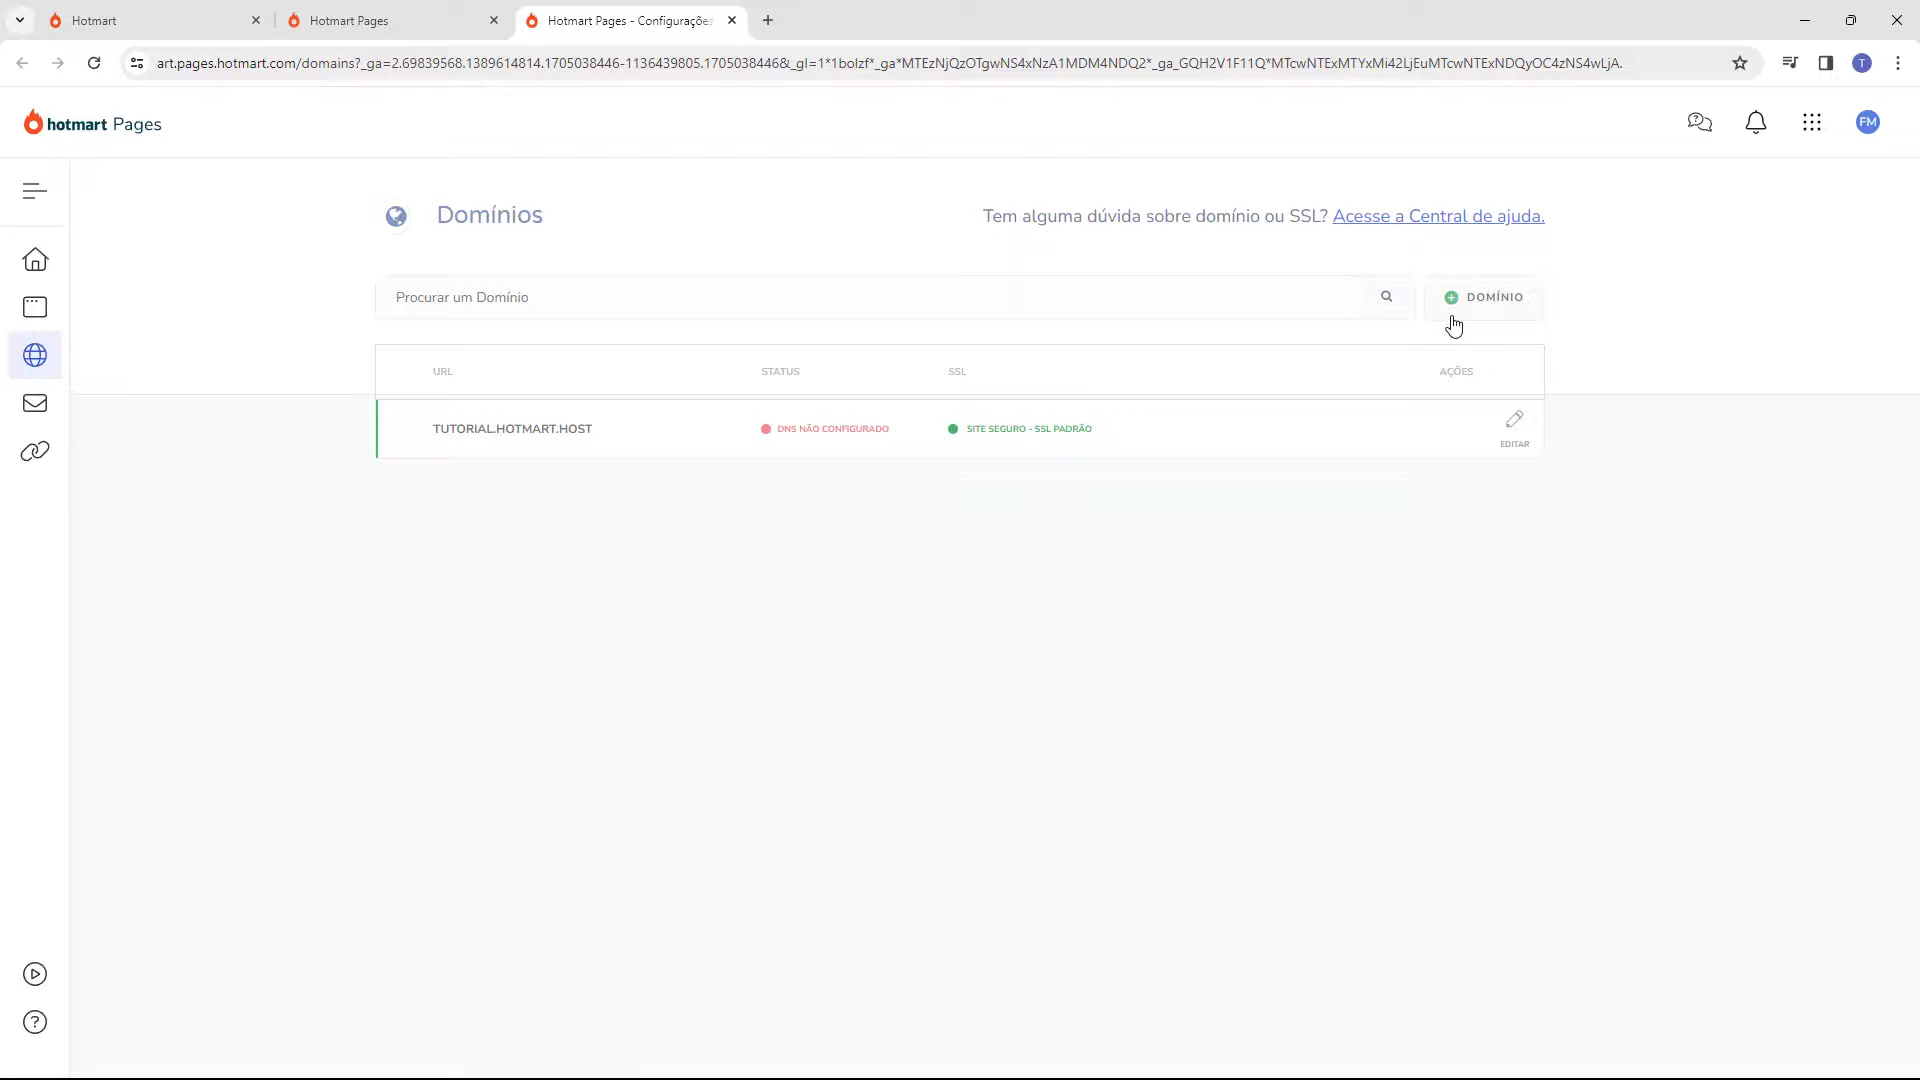 Hotmart
Hotmart Pages
Hotmart Pages - Configurações
art.pages.hotmart.com/domains?_ga=2.69839568.1389614814.1705038446-1136439805.1705038446&_gl=1*1bolzf*_ga*MTEzNjQzOTgwNS4xNzA1MDM4NDQ2*_ga_GQH2V1F11Q*MTcwNTExMTYxMi42LjEuMTcwNTExNDQyOC4zNS4wLjA.
T
hotmart Pages
FM
Domínios
Tem alguma dúvida sobre domínio ou SSL? Acesse a Central de ajuda.
Procurar um Domínio
DOMÍNIO
URL STATUS SSL AÇÕES
TUTORIAL.HOTMART.HOST DNS NÃO CONFIGURADO SITE SEGURO - SSL PADRÃO
EDITAR